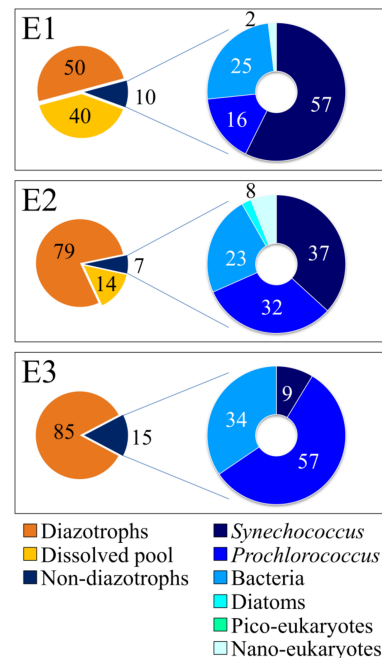 E1
2
50
25
10
57
40
16
E2
8
79
7
23
37
14
32
E3
9
34
85
15
57
Diazotrophs
Dissolved pool
Non-diazotrophs
Synechococcus
Prochlorococcus
Bacteria
Diatoms
Pico-eukaryotes
Nano-eukaryotes